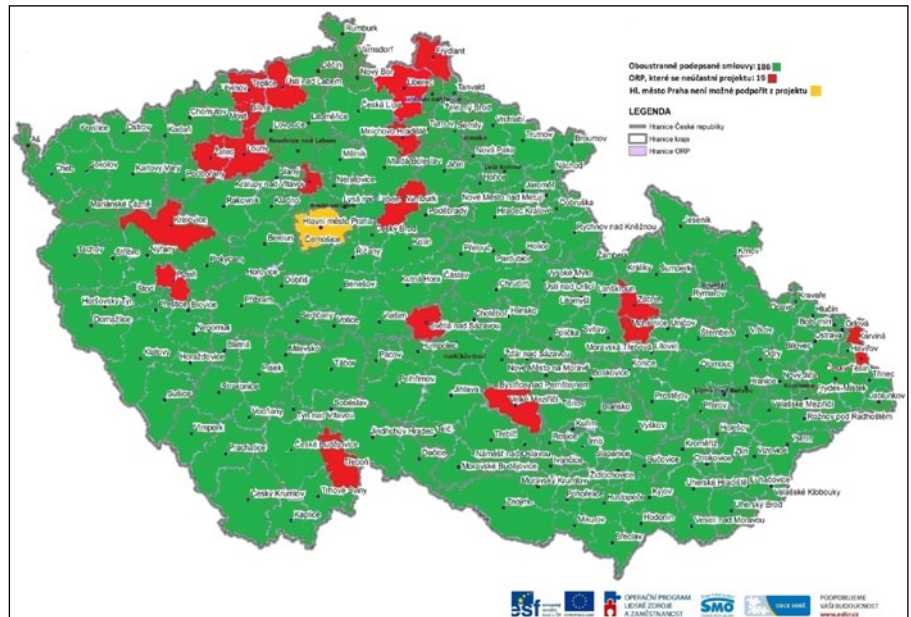 Oboustranně podepsané smlouvy: 186
ORP, které se neúčastní projektu: 19
Hl. město Praha není možné podpořit z projektu
LEGENDA
Hranice České republiky
Hranice kraje
Hranice ORP
Rumburk
Varnsdorf
Děčín
Nový Bor
Frýdlant
Liberec
Tanvald
Železný Brod
Česká Lípa
Teplice
Ústí nad Labem
Litvínov
Bílina
Most
Chomutov
Litoměřice
Lovosice
Kadaň
Ostrov
Kraslice
Aš
Sokolov
Cheb
Karlovy Vary
Žatec
Louny
Podbořany
Roudnice nad Labem
Mělník
Mnichovo Hradiště
Turnov
Semily
Vrchlabí
Trutnov
Broumov
Nová Paka
Jičín
Mladá Boleslav
Hořice
Náchod
Jaroměř
Nové Město nad Metují
Dobruška
Hradec Králové
Slaný
Kralupy nad Vltavou
Neratovice
Lysá nad Labem
Nymburk
Poděbrady
Mariánské Lázně
Rakovník
Kladno
Kralovice
Hlavní město Praha
Černošice
Český Brod
Kolín
Říčany
Beroun
Tachov
Stříbro
Nýřany
Rokycany
Hořovice
Dobříš
Benešov
Kutná Hora
Čáslav
Přelouč
Pardubice
Holice
Rychnov nad Kněžnou
Žamberk
Jeseník
Králíky
Šumperk
Krnov
Rýmařov
Bruntál
Vysoké Mýto
Ústí nad Orlicí
Lanškroun
Litomyšl
Zábřeh
Chrudim
Plzeň
Stod
Přeštice
Blovice
Příbram
Horšovský Týn
Domažlice
Sedlčany
Votice
Vlašim
Světlá nad Sázavou
Chotěboř
Hlinsko
Polička
Svitavy
Mohelnice
Uničov
Moravská Třebová
Litovel
Šternberk
Vítkov
Kravaře
Hlučín
Bohumín
Orlová
Karviná
Ostrava
Havířov
Bílovec
Odry
Nový Jičín
Třinec
Frýdek-Místek
Jablunkov
Nepomuk
Klatovy
Horažďovice
Blatná
Milevsko
Písek
Tábor
Pacov
Humpolec
Pelhřimov
Žďár nad Sázavou
Nové Město na Moravě
Bystřice nad Pernštejnem
Boskovice
Konice
Olomouc
Prostějov
Přerov
Hranice
Valašské Meziříčí
Rožnov pod Radhoštěm
Sušice
Strakonice
Vodňany
Týn nad Vltavou
Soběslav
Jihlava
Velké Meziříčí
Tišnov
Blansko
Vyškov
Kroměříž
Holešov
Vsetín
Vimperk
Prachatice
České Budějovice
Třeboň
Jindřichův Hradec
Telč
Dačice
Třebíč
Náměšť nad Oslavou
Moravské Budějovice
Rosice
Kuřim
Brno
Šlapanice
Ivančice
Židlochovice
Bučovice
Otrokovice
Zlín
Vizovice
Luhačovice
Valašské Klobouky
Uherské Hradiště
Uherský Brod
Český Krumlov
Trhové Sviny
Kaplice
Moravský Krumlov
Pohořelice
Hustopeče
Kyjov
Znojmo
Mikulov
Hodonín
Veselí nad Moravou
Břeclav
esf
OPERAČNÍ PROGRAM
LIDSKÉ ZDROJE
A ZAMĚSTNANOST
SMO
OBCE SOBĚ
PODPORUJEME
VAŠI BUDOUCNOST
www.esfcr.cz